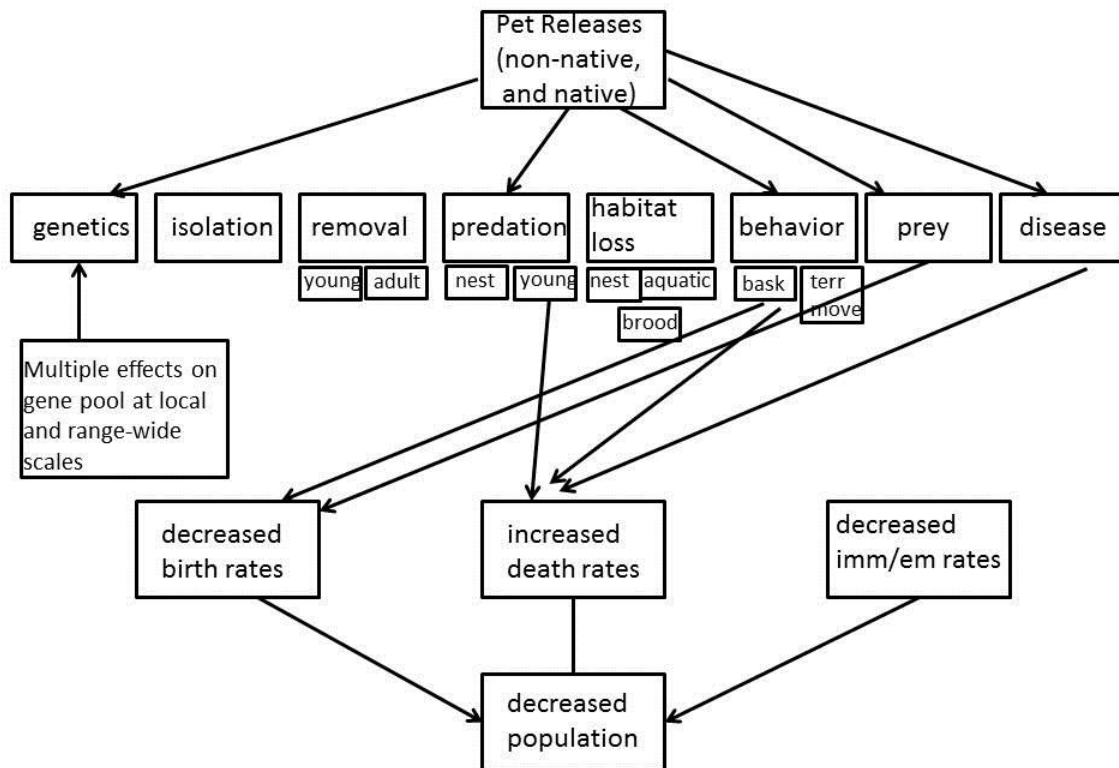 Pet Releases
(non-native,
and native)
genetics
isolation
removal
predation
habitat
loss
behavior
prey
disease
young
adult
nest
young
nest
aquatic
brood
bask
terr
move
Multiple effects on
gene pool at local
and range-wide
scales
decreased
birth rates
increased
death rates
decreased
imm/em rates
decreased
population